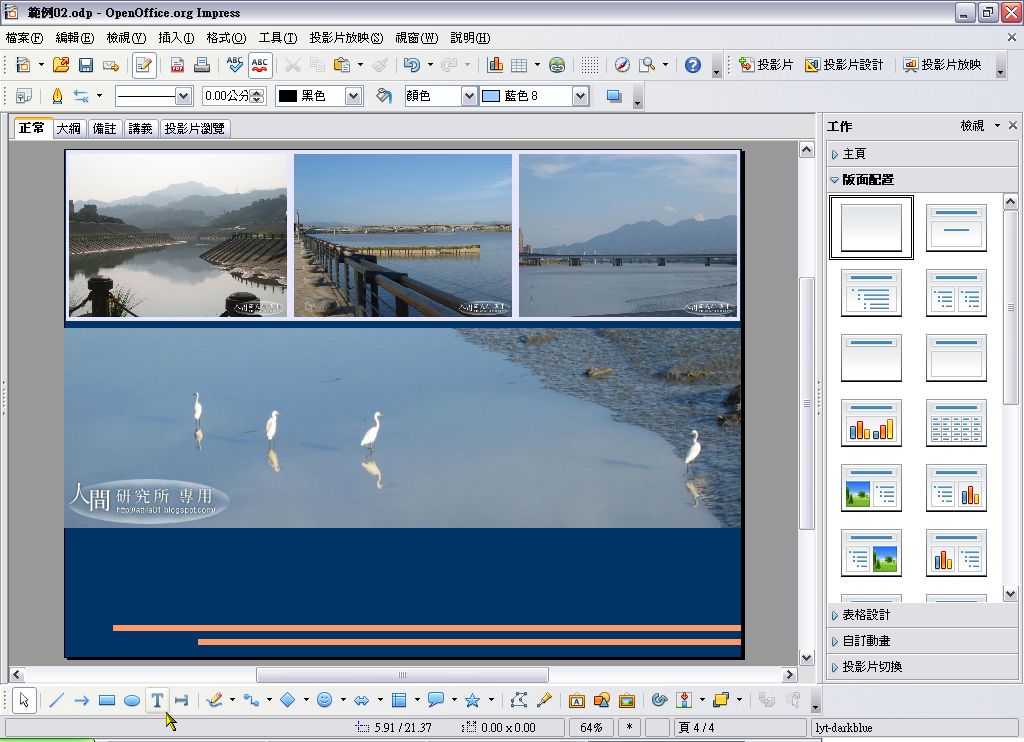 範例02.odp - OpenOffice.org Impress
檔案(F) 編輯(E) 檢視(V) 插入(I) 格式(O) 工具(T) 投影片放映(S) 視窗(W) 說明(H)
ABC ABC 投影片 投影片設計 投影片放映
0.00公分 黑色 顏色 藍色 8
正常 大綱 備註 講義 投影片瀏覽
工作 檢視
主頁
版面配置
人間 研究所 專用
http://attila01.blogspot.com/
表格設計
自訂動畫
投影片切換
5.91 / 21.37 0.00 x 0.00 64% * 頁 4 / 4 lyt-darkblue